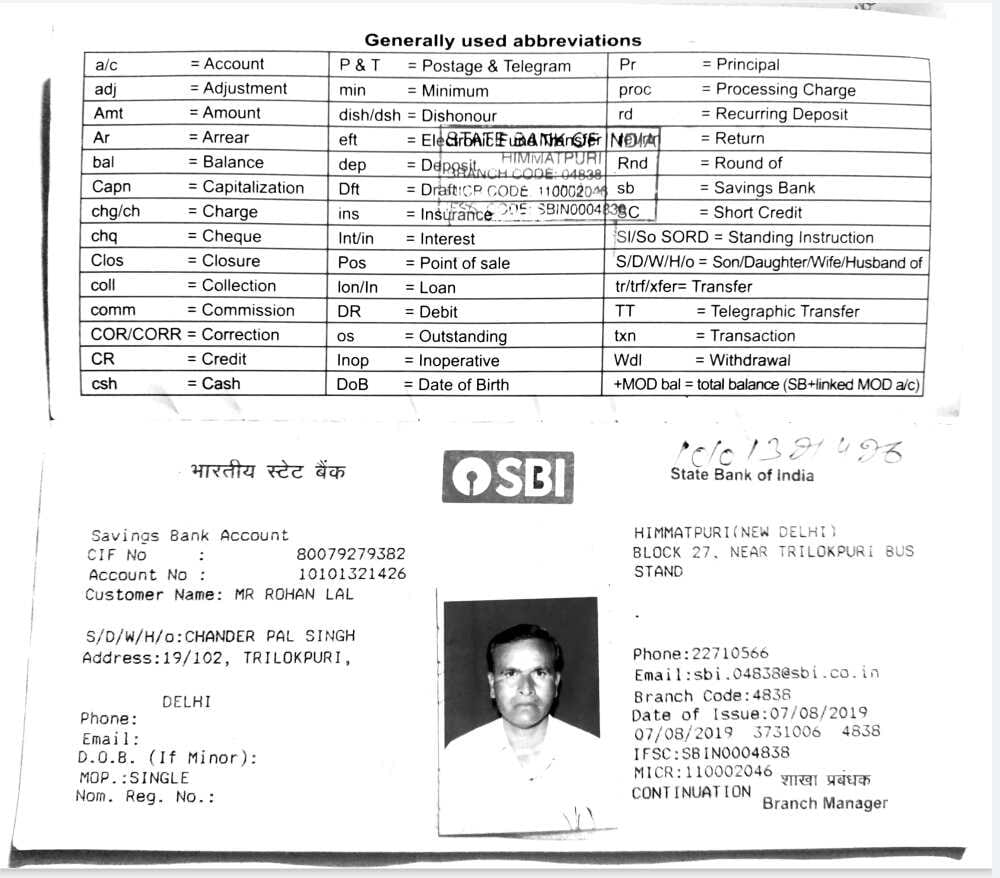 Generally used abbreviations
a/c = Account P & T = Postage & Telegram Pr = Principal
adj = Adjustment min = Minimum proc = Processing Charge
Amt = Amount dish/dsh = Dishonour rd = Recurring Deposit
Ar = Arrear eft = Electronic Fund Transfer = Return
bal = Balance dep = Deposit Rnd = Round of
Capn = Capitalization Dft = Draft sb = Savings Bank
chg/ch = Charge ins = Insurance SC = Short Credit
chq = Cheque Int/in = Interest SI/So SORD = Standing Instruction
Clos = Closure Pos = Point of sale S/D/W/H/o = Son/Daughter/Wife/Husband of
coll = Collection lon/ln = Loan tr/trf/xfer= Transfer
comm = Commission DR = Debit TT = Telegraphic Transfer
COR/CORR = Correction os = Outstanding txn = Transaction
CR = Credit Inop = Inoperative Wdl = Withdrawal
csh = Cash DoB = Date of Birth +MOD bal = total balance (SB+linked MOD a/c)
STATE BANK OF INDIA
HIMMATPURI
BRANCH CODE: 04838
MICR CODE 110002046
IFSC CODE: SBIN0004838
भारतीय स्टेट बैंक
SBI
State Bank of India
Savings Bank Account
CIF No : 80079279382
Account No : 10101321426
Customer Name: MR ROHAN LAL
S/D/W/H/o:CHANDER PAL SINGH
Address:19/102, TRILOKPURI,
DELHI
Phone:
Email:
D.O.B. (If Minor):
MOP.:SINGLE
Nom. Reg. No.:
HIMMATPURI(NEW DELHI)
BLOCK 27, NEAR TRILOKPURI BUS
STAND
Phone:22710566
Email:sbi.04838@sbi.co.in
Branch Code:4838
Date of Issue:07/08/2019
07/08/2019 3731006 4838
IFSC:SBIN0004838
MICR:110002046
CONTINUATION
शाखा प्रबंधक
Branch Manager